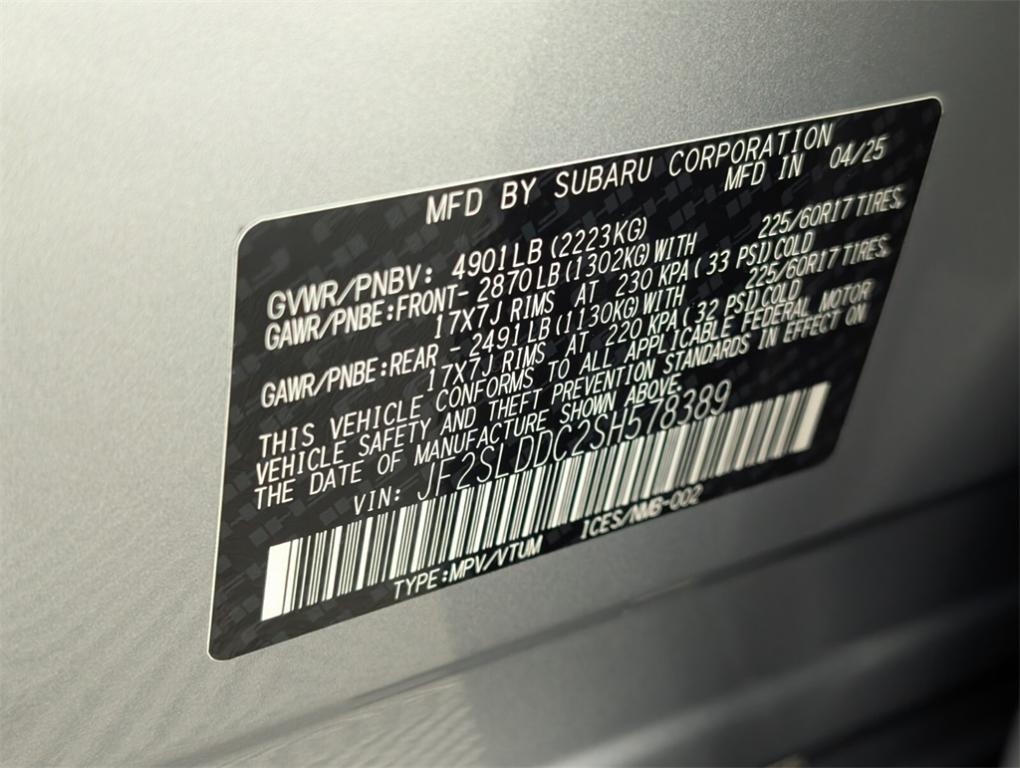 MFD BY SUBARU CORPORATION
MFD IN 04/25
GVWR/PNBV: 4901LB(2223KG)
GAWR/PNBE:FRONT- 2870LB(1302KG)WITH 225/60R17 TIRES,
17X7J RIMS AT 230 KPA(33 PSI)COLD
GAWR/PNBE:REAR - 2491LB(1130KG)WITH 225/60R17 TIRES,
17X7J RIMS AT 220 KPA(32 PSI)COLD
THIS VEHICLE CONFORMS TO ALL APPLICABLE FEDERAL MOTOR
VEHICLE SAFETY AND THEFT PREVENTION STANDARDS IN EFFECT ON
THE DATE OF MANUFACTURE SHOWN ABOVE.
VIN: JF2SLDDC2SH578389
TYPE:MPV/VTUM ICES/NMB-002